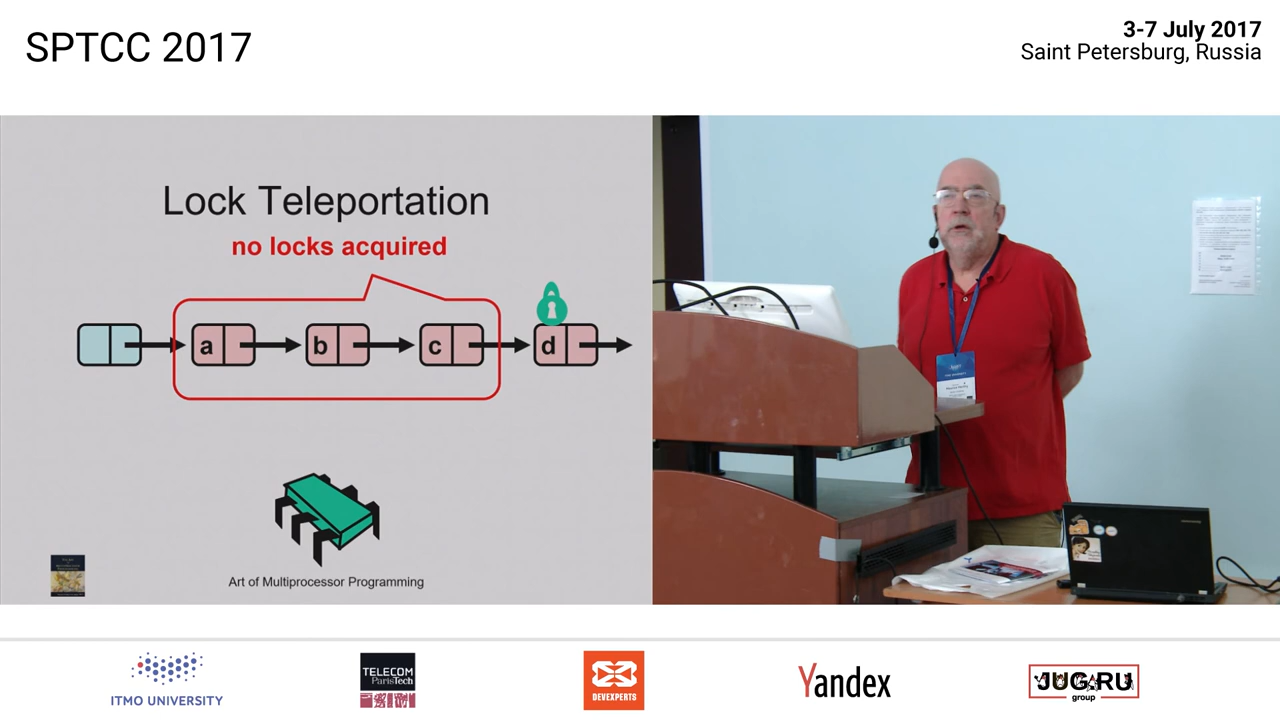 SPTCC 2017
3-7 July 2017
Saint Petersburg, Russia
Lock Teleportation
no locks acquired
a
b
c
d
Art of Multiprocessor Programming
ITMO UNIVERSITY
TELECOM
ParisTech
DEVEXPERTS
Yandex
JUG.RU
group